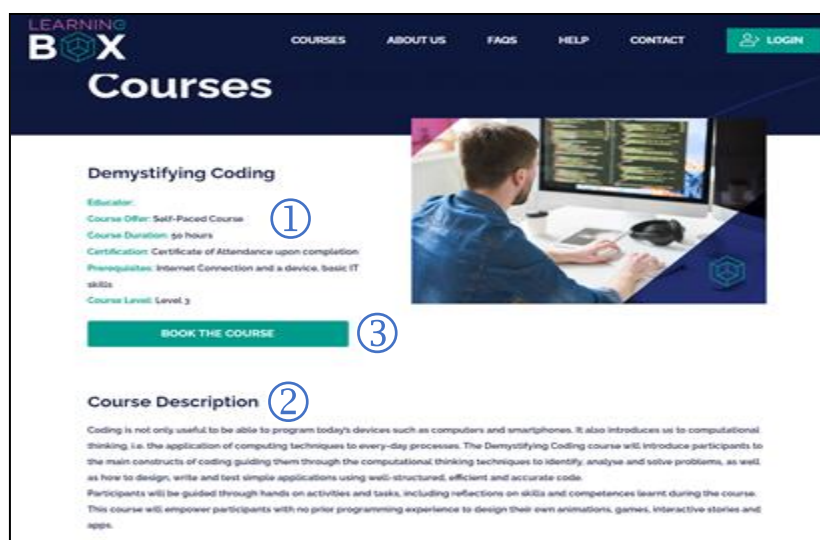 LEARNING
BOX
COURSES ABOUT US FAQS HELP CONTACT LOGIN
Courses
Demystifying Coding
Educator:
Course Offer: Self-Paced Course
①
Course Duration: 50 hours
Certification: Certificate of Attendance upon completion
Prerequisites: Internet Connection and a device, basic IT
skills
Course Level: Level 3
BOOK THE COURSE
③
Course Description ②
Coding is not only useful to be able to program today's devices such as computers and smartphones. It also introduces us to computational
thinking, i.e. the application of computing techniques to every-day processes. The Demystifying Coding course will introduce participants to
the main constructs of coding guiding them through the computational thinking techniques to identify, analyse and solve problems, as well
as how to design, write and test simple applications using well-structured, efficient and accurate code.
Participants will be guided through hands on activities and tasks, including reflections on skills and competences learnt during the course.
This course will empower participants with no prior programming experience to design their own animations, games, interactive stories and
apps.